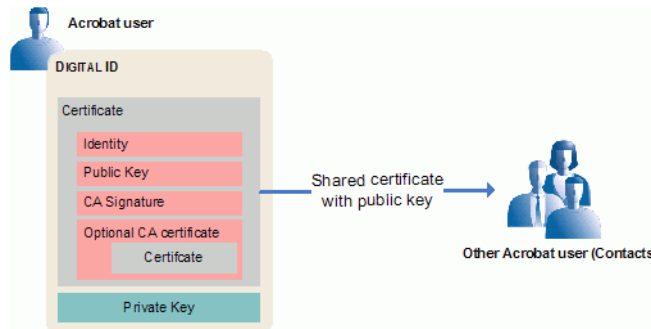 Acrobat user
DIGITAL ID
Certificate
Identity
Public Key
CA Signature
Optional CA certificate
Certifcate
Private Key
Shared certificate
with public key
Other Acrobat user (Contacts